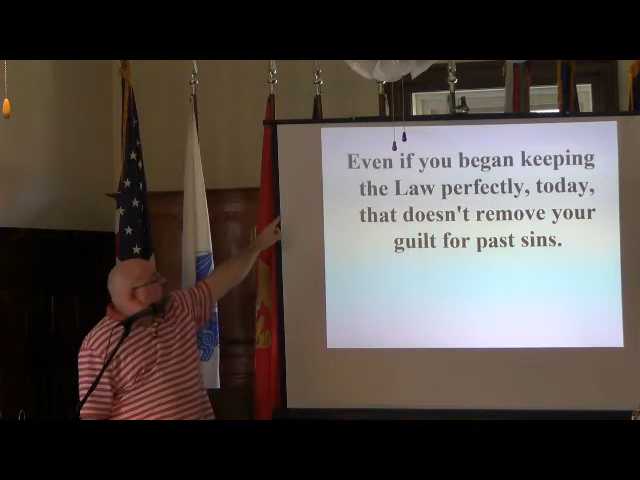 Even if you began keeping
the Law perfectly, today,
that doesn't remove your
guilt for past sins.